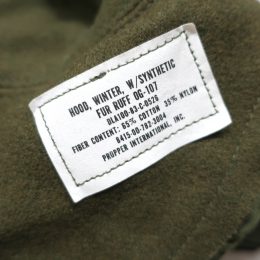 HOOD, WINTER, W/SYNTHETIC
FUR RUFF OG-107
DLA100-83-C-0526
FIBER CONTENT: 65% COTTON 35% NYLON
8415-00-782-3004
PROPPER INTERNATIONAL, INC.